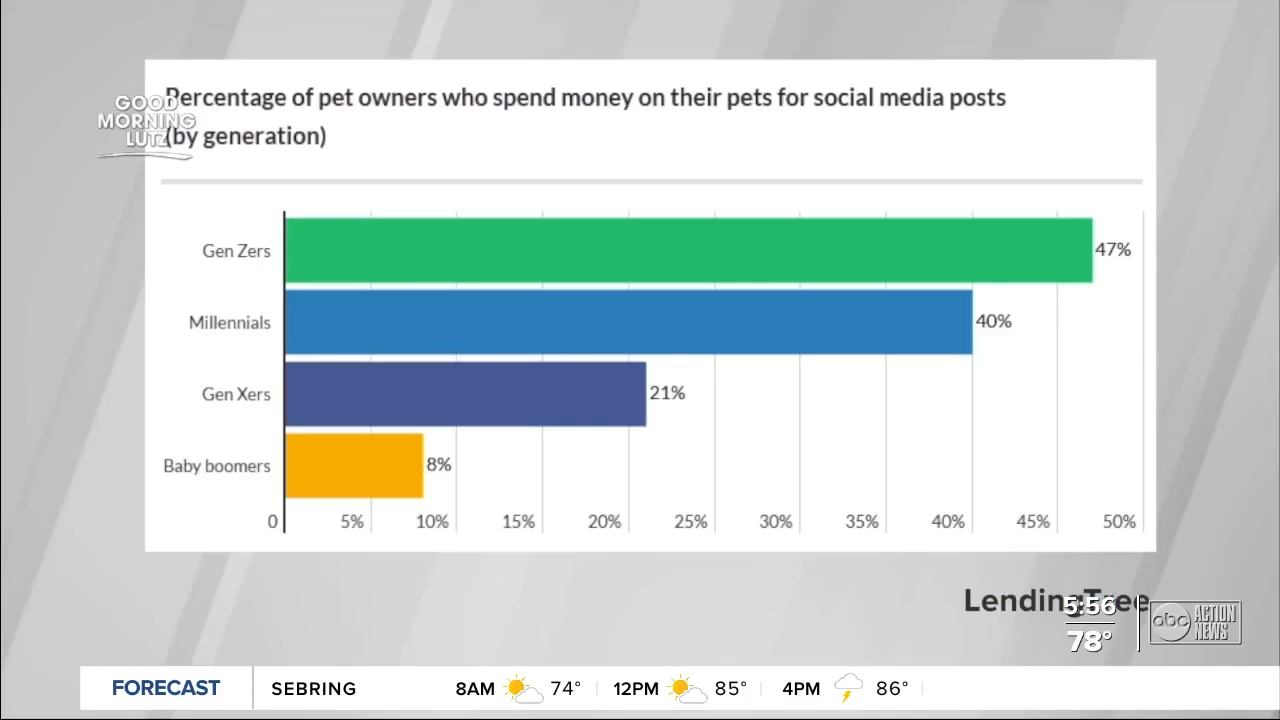 Percentage of pet owners who spend money on their pets for social media posts
(by generation)
GOOD
MORNING
LUTZ
Gen Zers
47%
Millennials
40%
Gen Xers
21%
Baby boomers
8%
0 5% 10% 15% 20% 25% 30% 35% 40% 45% 50%
LendingTree
5:56
78°
abc ACTION
NEWS
FORECAST SEBRING 8AM 74° 12PM 85° 4PM 86°